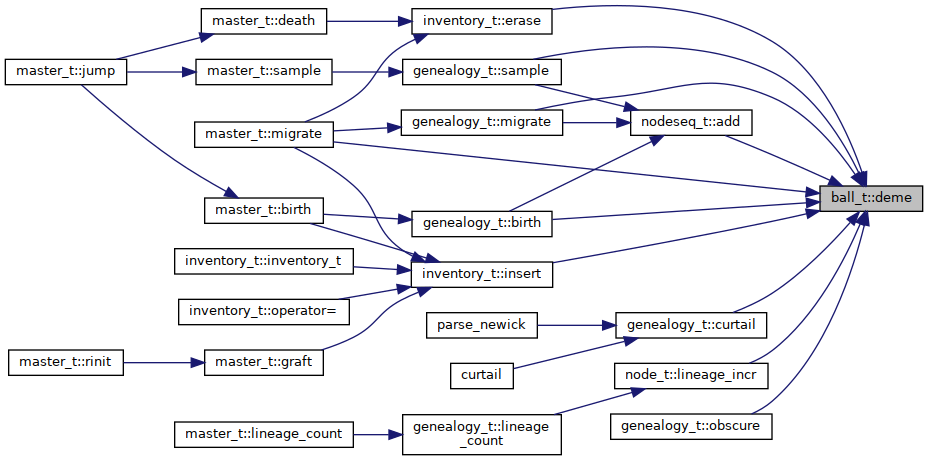 master_t::death
inventory_t::erase
master_t::jump
master_t::sample
genealogy_t::sample
master_t::migrate
genealogy_t::migrate
nodeseq_t::add
ball_t::deme
master_t::birth
genealogy_t::birth
inventory_t::inventory_t
inventory_t::insert
inventory_t::operator=
parse_newick
genealogy_t::curtail
master_t::rinit
master_t::graft
curtail
node_t::lineage_incr
genealogy_t::obscure
master_t::lineage_count
genealogy_t::lineage
_count